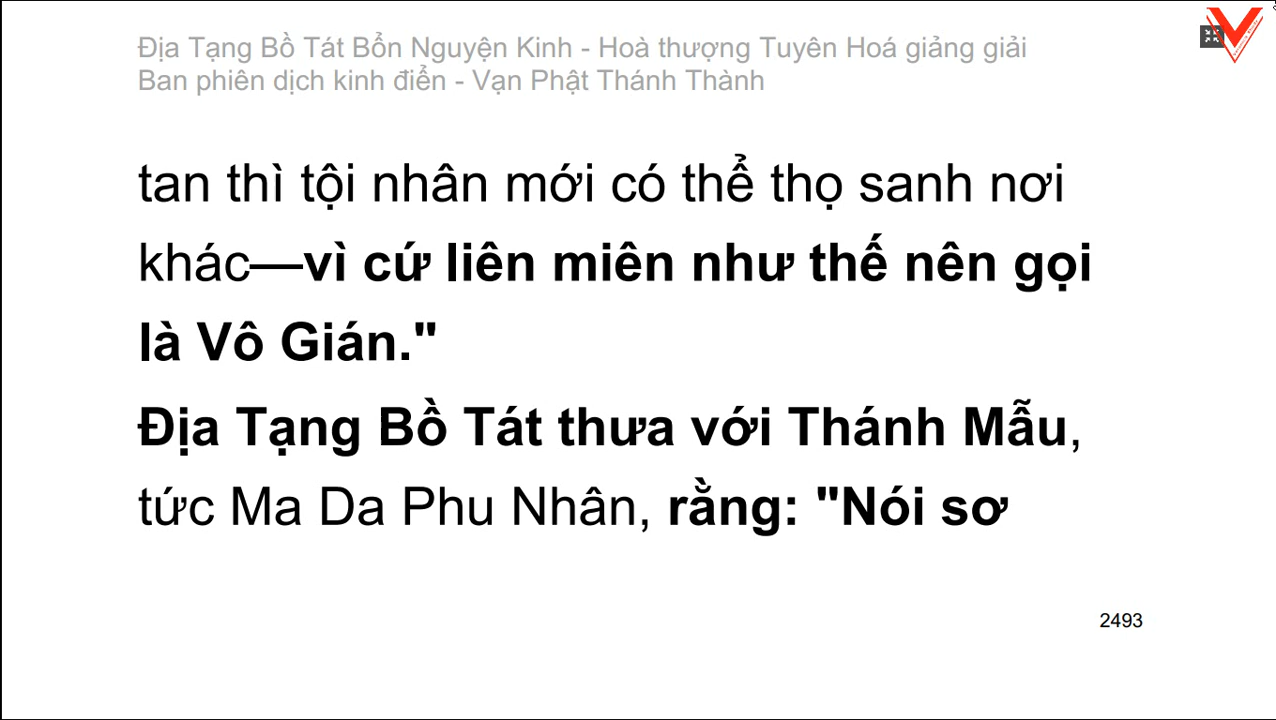 Địa Tạng Bồ Tát Bổn Nguyện Kinh - Hoà thượng Tuyên Hoá giảng giải
Ban phiên dịch kinh điển - Vạn Phật Thánh Thành
tan thì tội nhân mới có thể thọ sanh nơi
khác—vì cứ liên miên như thế nên gọi
là Vô Gián."
Địa Tạng Bồ Tát thưa với Thánh Mẫu,
tức Ma Da Phu Nhân, rằng: "Nói sơ
2493